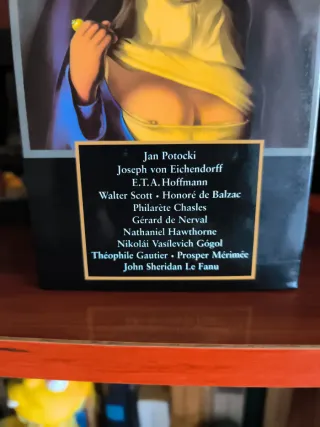 Jan Potocki
Joseph von Eichendorff
E.T.A. Hoffmann
Walter Scott • Honoré de Balzac
Philarète Chasles
Gérard de Nerval
Nathaniel Hawthorne
Nikolái Vasílevich Gógol
Théophile Gautier • Prosper Mérimée
John Sheridan Le Fanu